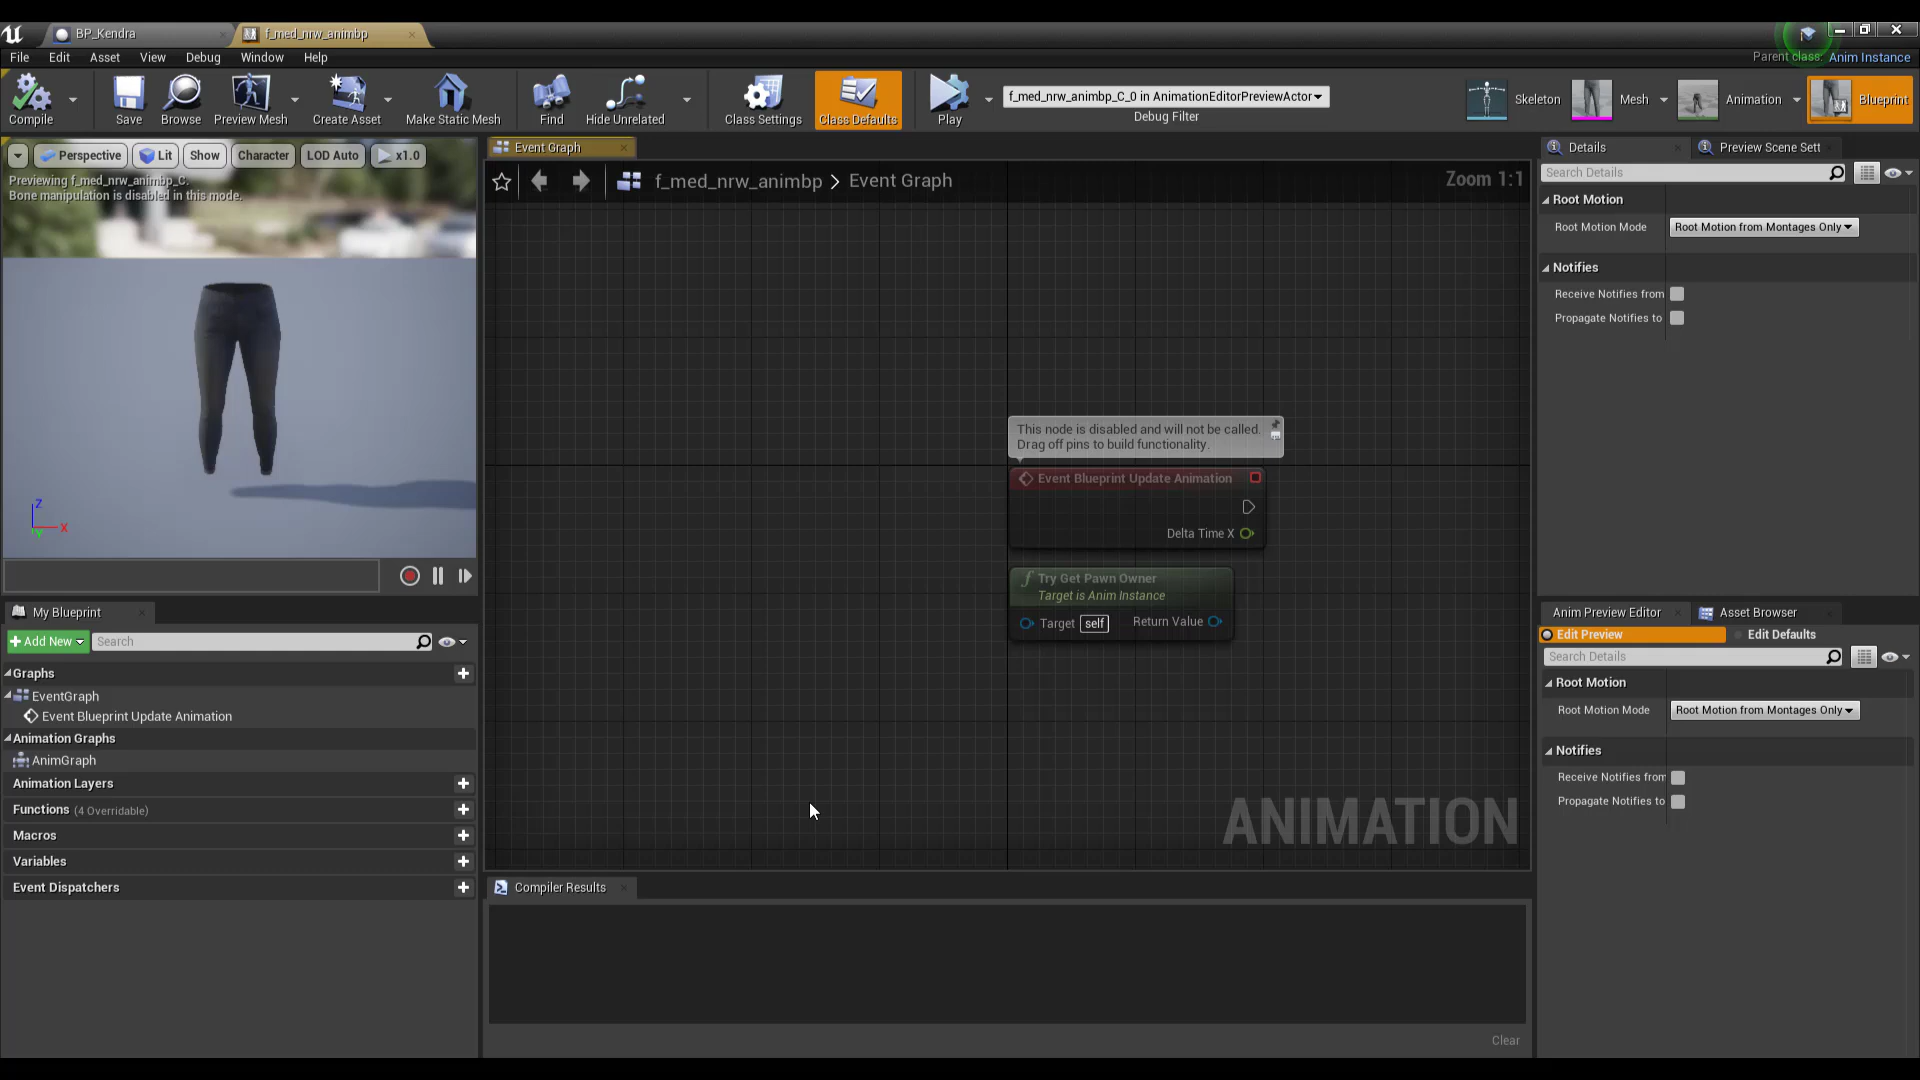 BP_Kendra
f_med_nrw_animbp
File Edit Asset View Debug Window Help
Parent class: Anim Instance
Compile
Save
Browse
Preview Mesh
Create Asset
Make Static Mesh
Find
Hide Unrelated
Class Settings
Class Defaults
Play
f_med_nrw_animbp_C_0 in AnimationEditorPreviewActor
Debug Filter
Skeleton
Mesh
Animation
Blueprint
Perspective
Lit
Show
Character
LOD Auto
x1.0
Previewing f_med_nrw_animbp_C.
Bone manipulation is disabled in this mode.
Z
X
Y
Event Graph
f_med_nrw_animbp > Event Graph
Zoom 1:1
This node is disabled and will not be called.
Drag off pins to build functionality.
Event Blueprint Update Animation
Delta Time X
f Try Get Pawn Owner
Target is Anim Instance
Target self
Return Value
ANIMATION
My Blueprint
Add New
Search
Graphs
EventGraph
Event Blueprint Update Animation
Animation Graphs
AnimGraph
Animation Layers
Functions (4 Overridable)
Macros
Variables
Event Dispatchers
Compiler Results
Clear
Details
Preview Scene Sett
Search Details
Root Motion
Root Motion Mode
Root Motion from Montages Only
Notifies
Receive Notifies from
Propagate Notifies to
Anim Preview Editor
Asset Browser
Edit Preview
Edit Defaults
Search Details
Root Motion
Root Motion Mode
Root Motion from Montages Only
Notifies
Receive Notifies from
Propagate Notifies to